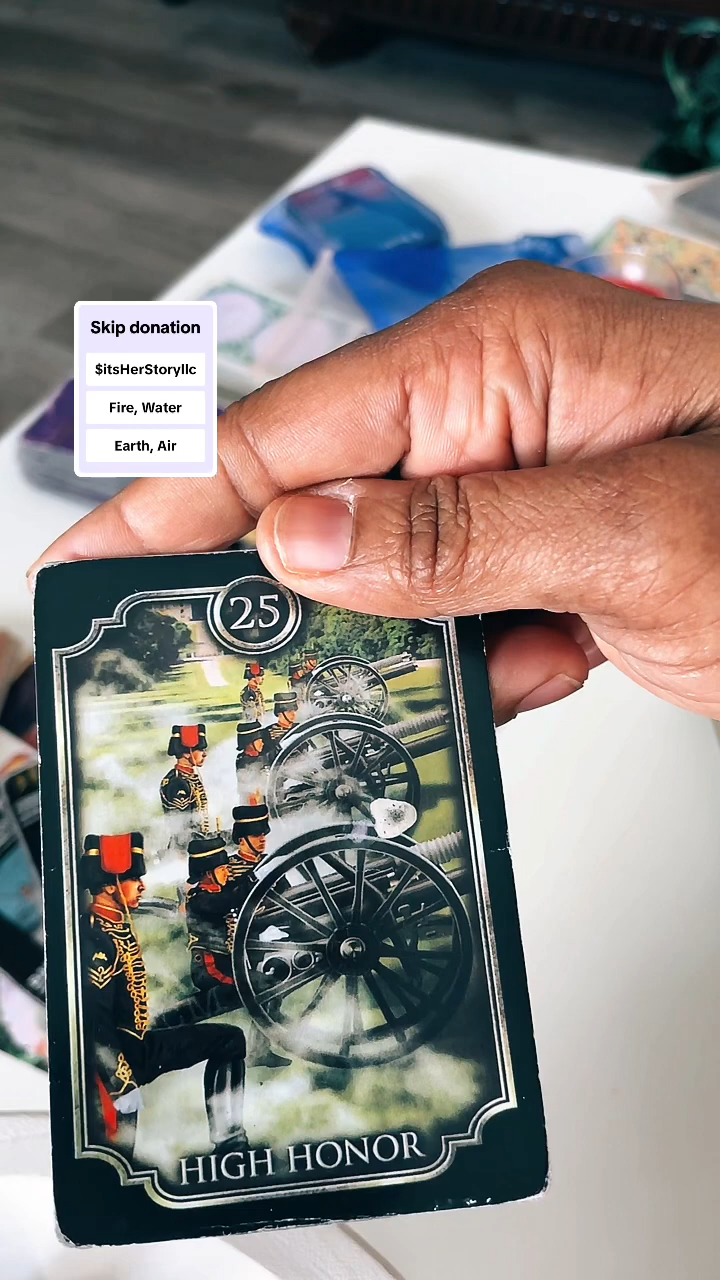 Skip donation
$itsHerStoryllc
Fire, Water
Earth, Air
25
HIGH HONOR